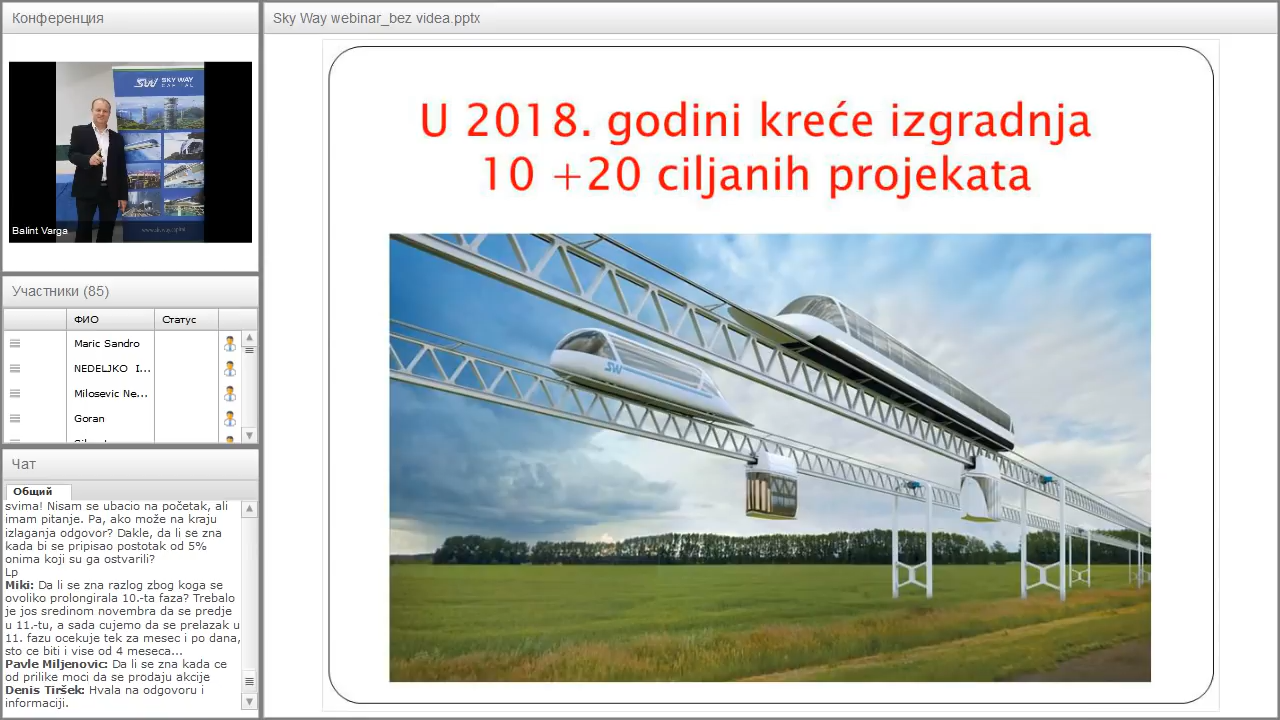 Конференция
SKY WAY
CAPITAL
Balint Varga
Участники (85)
ФИО Статус
Maric Sandro
NEDELJKO I...
Milosevic Ne...
Goran
Чат
Общий
svima! Nisam se ubacio na početak, ali
imam pitanje. Pa, ako može na kraju
izlaganja odgovor? Dakle, da li se zna
kada bi se pripisao postotak od 5%
onima koji su ga ostvarili?
Lp
Miki: Da li se zna razlog zbog koga se
ovoliko prolongirala 10.-ta faza? Trebalo
je jos sredinom novembra da se predje
u 11.-tu, a sada cujemo da se prelazak u
11. fazu ocekuje tek za mesec i po dana,
sto ce biti i vise od 4 meseca...
Pavle Miljenovic: Da li se zna kada ce
od prilike moci da se prodaju akcije
Denis Tiršek: Hvala na odgovoru i
informaciji.
Sky Way webinar_bez videa.pptx
U 2018. godini kreće izgradnja
10 +20 ciljanih projekata
SW